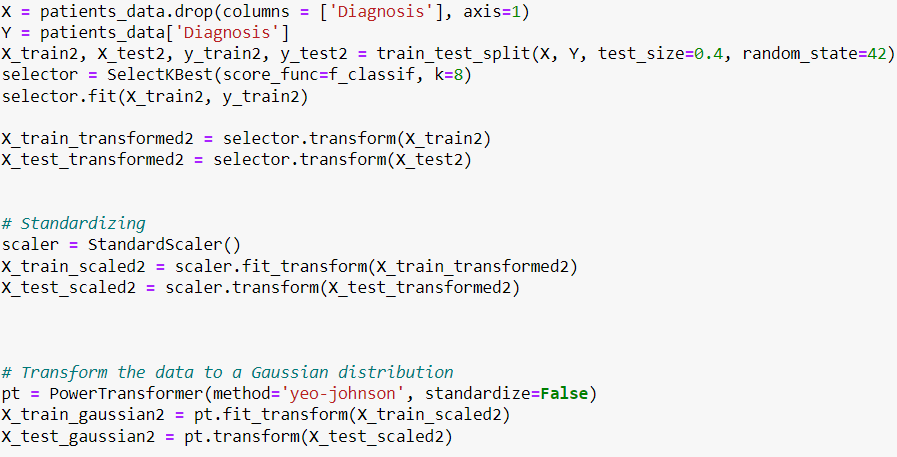 X = patients_data.drop(columns = ['Diagnosis'], axis=1)
Y = patients_data['Diagnosis']
X_train2, X_test2, y_train2, y_test2 = train_test_split(X, Y, test_size=0.4, random_state=42)
selector = SelectKBest(score_func=f_classif, k=8)
selector.fit(X_train2, y_train2)
X_train_transformed2 = selector.transform(X_train2)
X_test_transformed2 = selector.transform(X_test2)
# Standardizing
scaler = StandardScaler()
X_train_scaled2 = scaler.fit_transform(X_train_transformed2)
X_test_scaled2 = scaler.transform(X_test_transformed2)
# Transform the data to a Gaussian distribution
pt = PowerTransformer(method='yeo-johnson', standardize=False)
X_train_gaussian2 = pt.fit_transform(X_train_scaled2)
X_test_gaussian2 = pt.transform(X_test_scaled2)